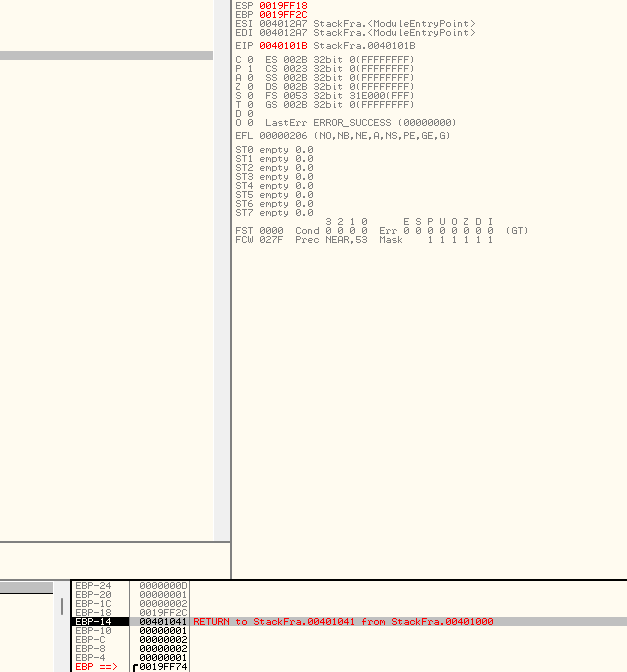 ESP 0019FF18
EBP 0019FF2C
ESI 004012A7 StackFra.<ModuleEntryPoint>
EDI 004012A7 StackFra.<ModuleEntryPoint>
EIP 0040101B StackFra.0040101B
C 0 ES 002B 32bit 0(FFFFFFFF)
P 1 CS 0023 32bit 0(FFFFFFFF)
A 0 SS 002B 32bit 0(FFFFFFFF)
Z 0 DS 002B 32bit 0(FFFFFFFF)
S 0 FS 0053 32bit 31E000(FFF)
T 0 GS 002B 32bit 0(FFFFFFFF)
D 0
O 0 LastErr ERROR_SUCCESS (00000000)
EFL 00000206 (NO,NB,NE,A,NS,PE,GE,G)
ST0 empty 0.0
ST1 empty 0.0
ST2 empty 0.0
ST3 empty 0.0
ST4 empty 0.0
ST5 empty 0.0
ST6 empty 0.0
ST7 empty 0.0
3 2 1 0 E S P U O Z D I
FST 0000 Cond 0 0 0 0 Err 0 0 0 0 0 0 0 0 (GT)
FCW 027F Prec NEAR,53 Mask 1 1 1 1 1 1
EBP-24 0000000D
EBP-20 00000001
EBP-1C 00000002
EBP-18 0019FF2C
EBP-14 00401041 RETURN to StackFra.00401041 from StackFra.00401000
EBP-10 00000001
EBP-C 00000002
EBP-8 00000002
EBP-4 00000001
EBP ==> 0019FF74